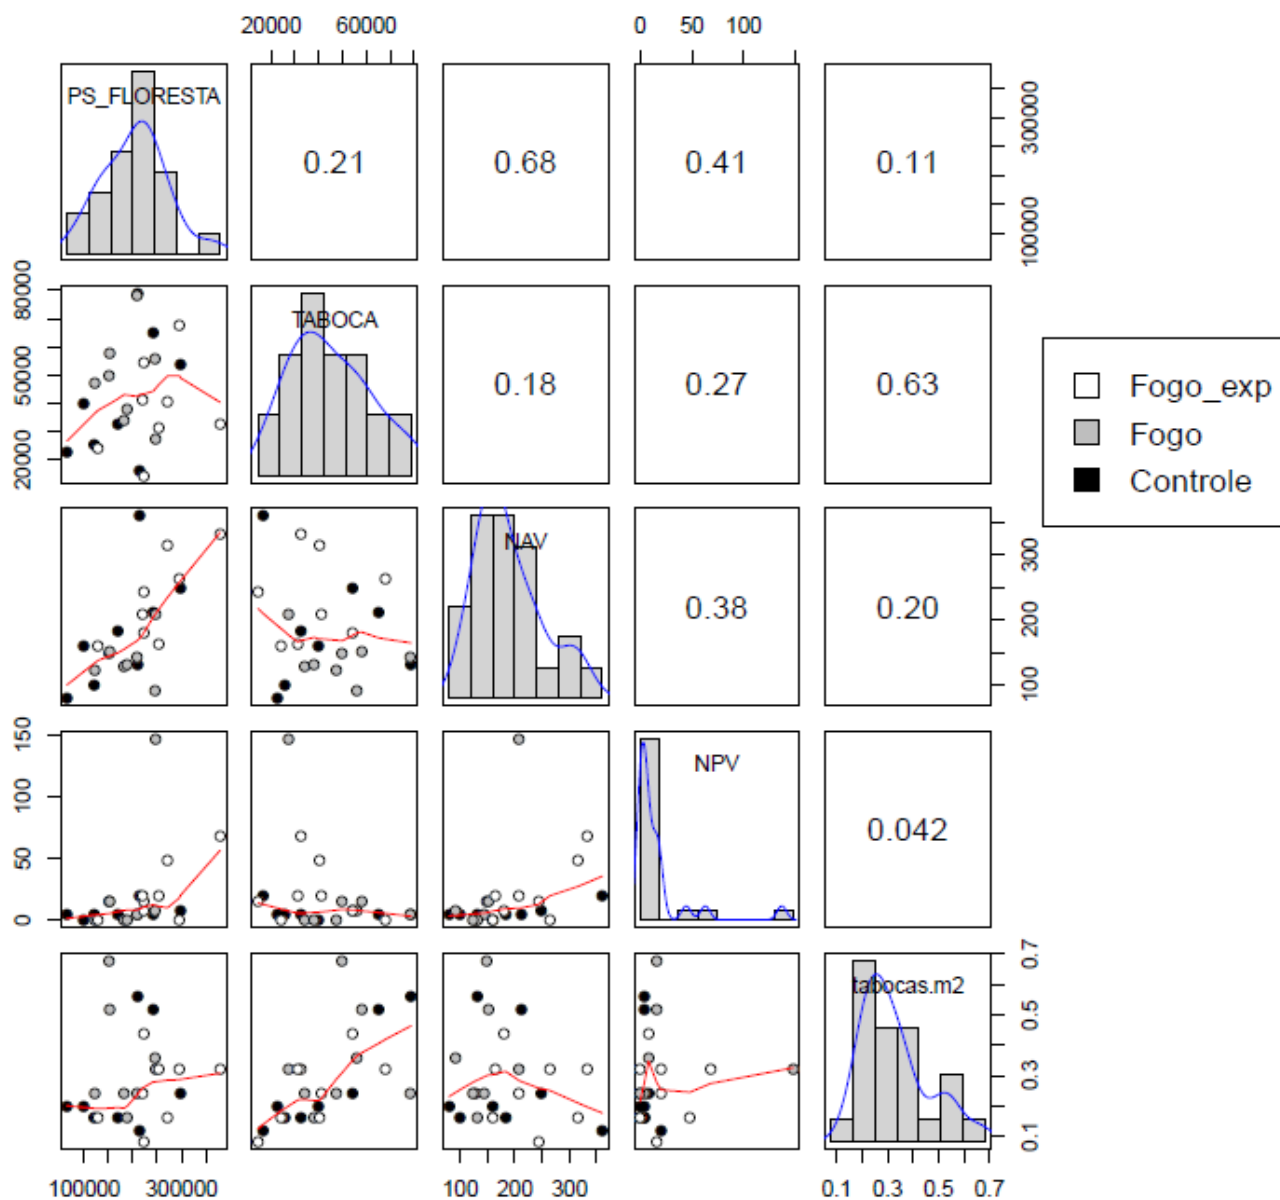 20000 60000 0 50 100
PS_FLORESTA
0.21 0.68 0.41 0.11
100000 300000
20000 50000 80000
TABOCA
0.18 0.27 0.63
Fogo_exp
Fogo
Controle
NAV
0.38 0.20
100 200 300
0 50 100 150
NPV
0.042
tabocas.m2
0.1 0.3 0.5 0.7
100000 300000 100 200 300 0.1 0.3 0.5 0.7